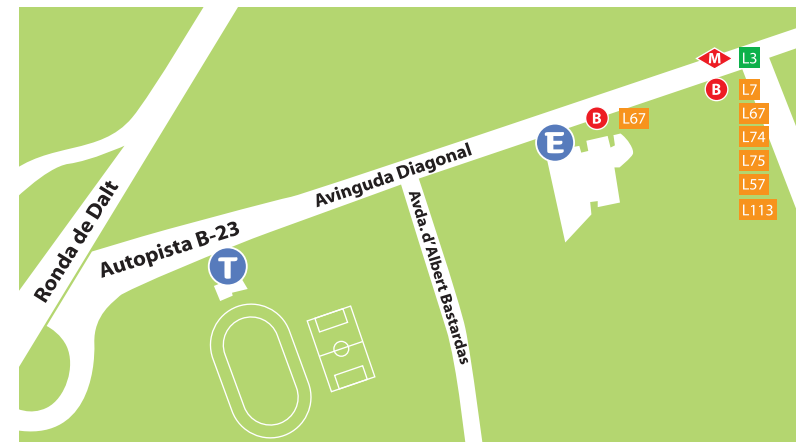 M L3
B L7
B L67 L67
E
L74
L75
L57
L113
Avinguda Diagonal
Avda. d'Albert Bastardas
Ronda de Dalt
Autopista B-23
T